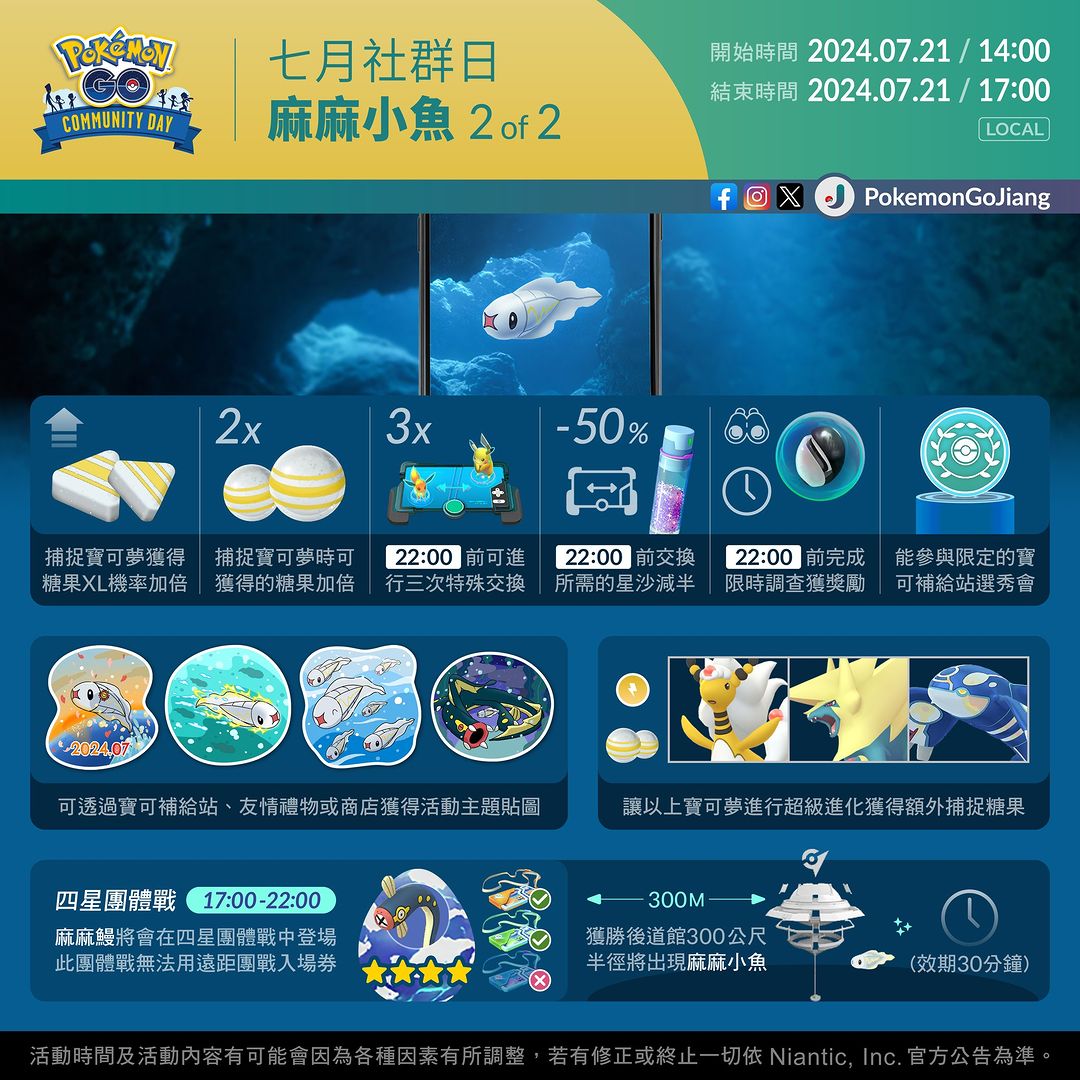 POKÉMON
GO
COMMUNITY DAY
七月社群日
麻麻小魚 2 of 2
開始時間 2024.07.21 / 14:00
結束時間 2024.07.21 / 17:00
LOCAL
PokemonGoJiang
捕捉寶可夢獲得
糖果XL機率加倍
2x
捕捉寶可夢時可
獲得的糖果加倍
3x
22:00 前可進
行三次特殊交換
-50%
22:00 前交換
所需的星沙減半
22:00 前完成
限時調查獲獎勵
能參與限定的寶
可補給站選秀會
2024.07
可透過寶可補給站、友情禮物或商店獲得活動主題貼圖
讓以上寶可夢進行超級進化獲得額外捕捉糖果
四星團體戰 17:00-22:00
麻麻鰻將會在四星團體戰中登場
此團體戰無法用遠距團戰入場券
300M
獲勝後道館300公尺
半徑將出現麻麻小魚
(效期30分鐘)
活動時間及活動內容有可能會因為各種因素有所調整，若有修正或終止一切依 Niantic, Inc. 官方公告為準。